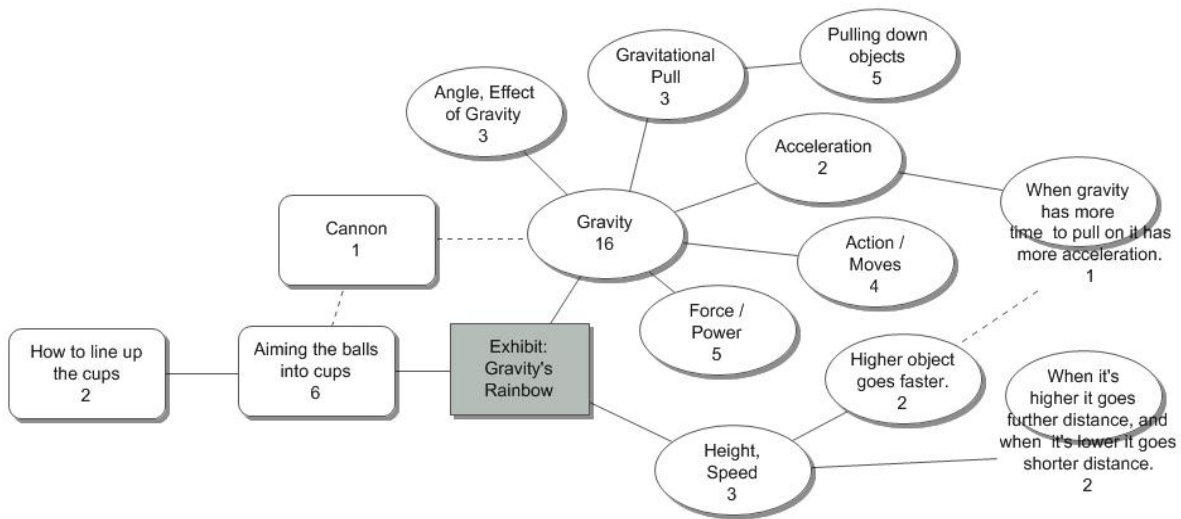 Pulling down
objects
5
Gravitational
Pull
3
Angle, Effect
of Gravity
3
Acceleration
2
When gravity
has more
time to pull on it has
more acceleration.
1
Cannon
1
Gravity
16
Action /
Moves
4
Force /
Power
5
How to line up
the cups
2
Aiming the balls
into cups
6
Exhibit:
Gravity's
Rainbow
Higher object
goes faster.
2
When it's
higher it goes
further distance, and
when it's lower it goes
shorter distance.
2
Height,
Speed
3